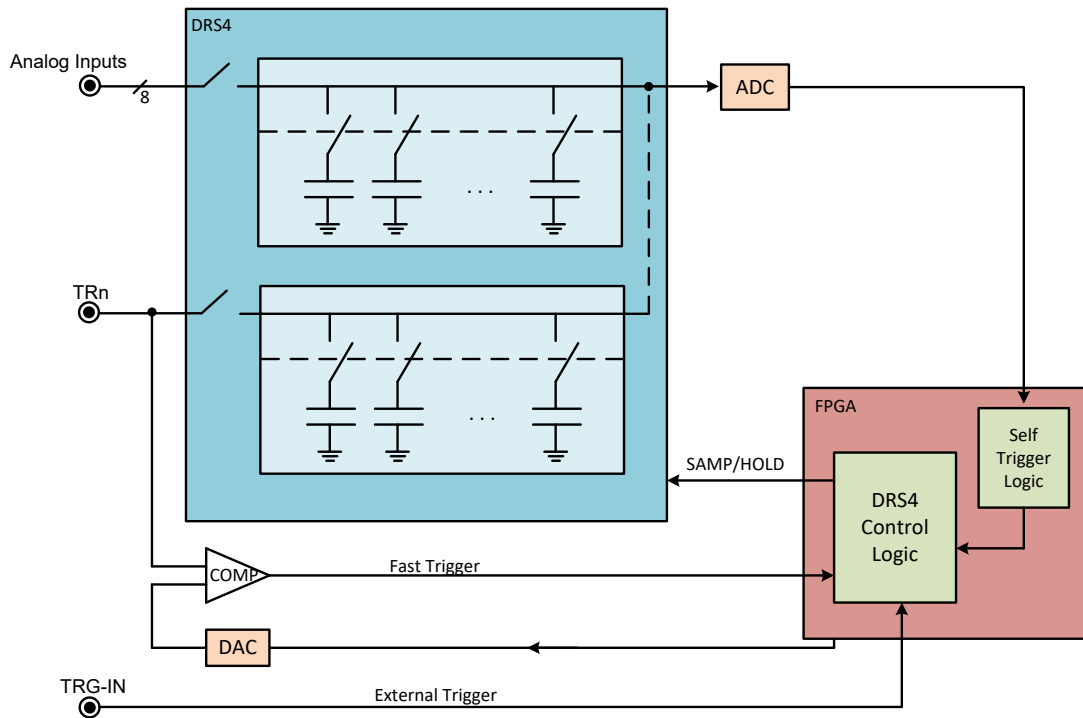 DRS4
Analog Inputs
8
ADC
. . .
TRn
. . .
FPGA
Self
Trigger
Logic
SAMP/HOLD
DRS4
Control
Logic
COMP
Fast Trigger
DAC
TRG-IN
External Trigger